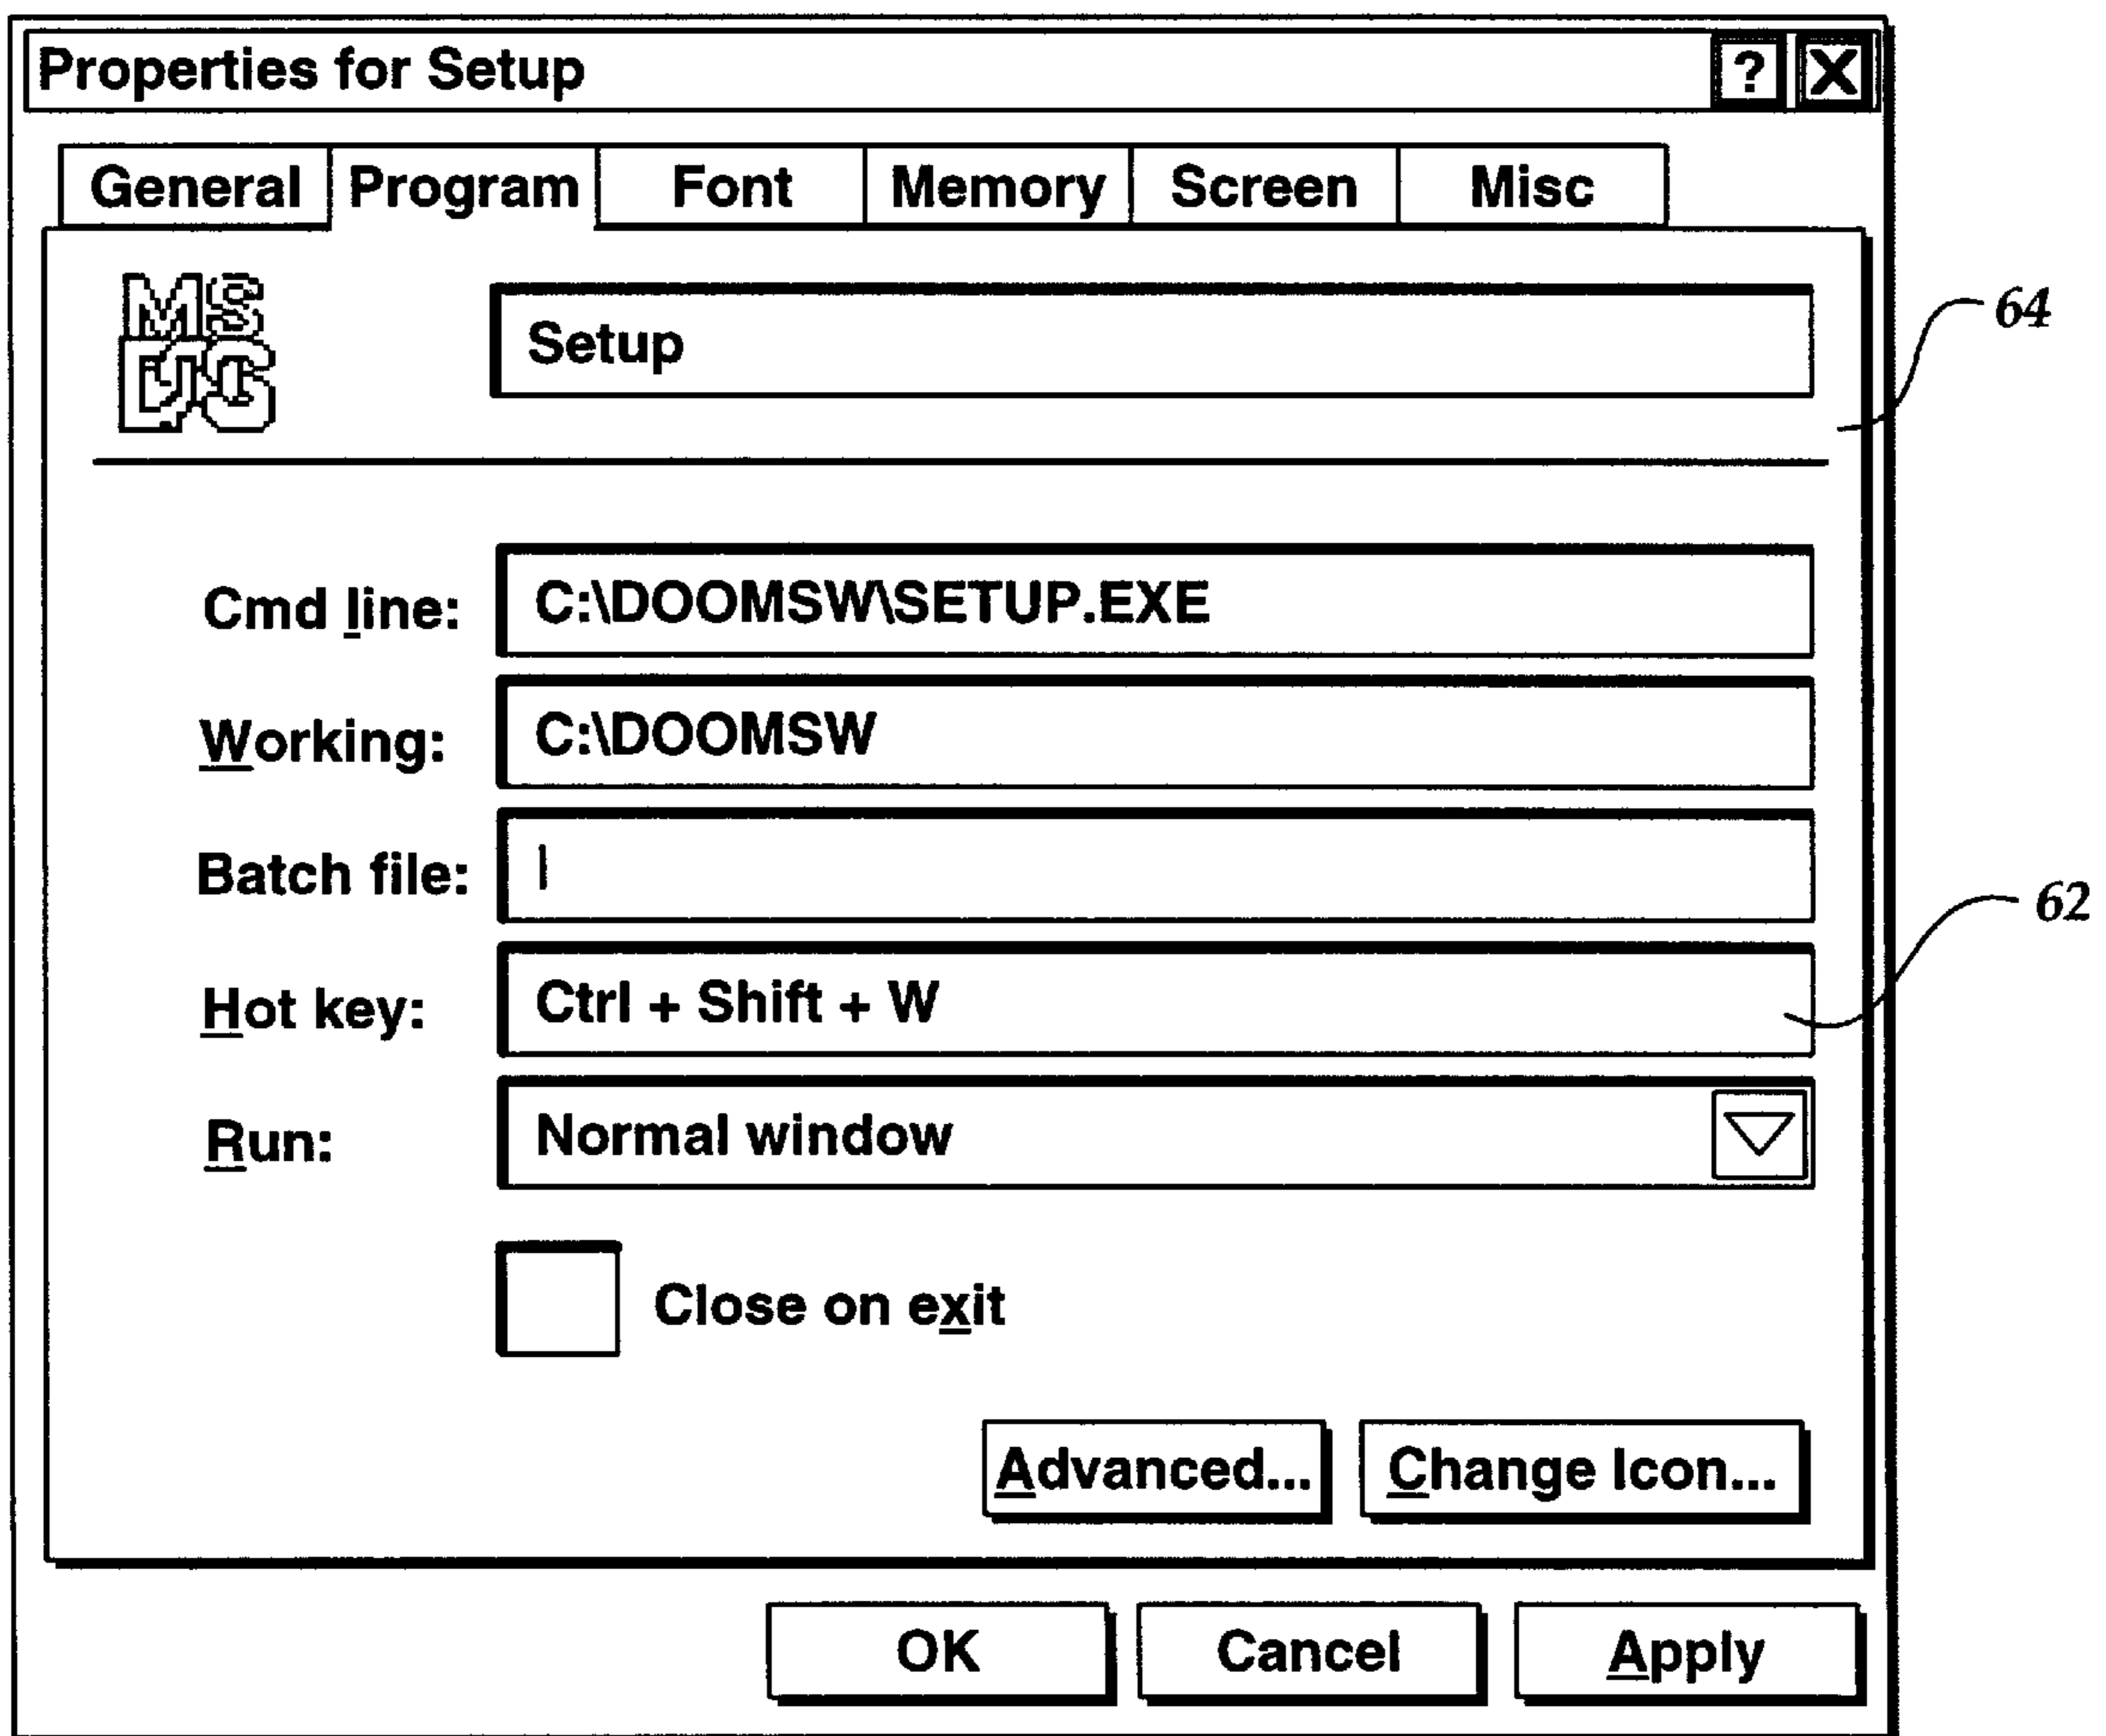 Properties for Setup ? X
General Program Font Memory Screen Misc
MS
Setup
64
Cmd line: C:\DOOMSW\SETUP.EXE
Working: C:\DOOMSW
Batch file:
62
Hot key: Ctrl + Shift + W
Run: Normal window
Close on exit
Advanced... Change Icon...
OK Cancel Apply